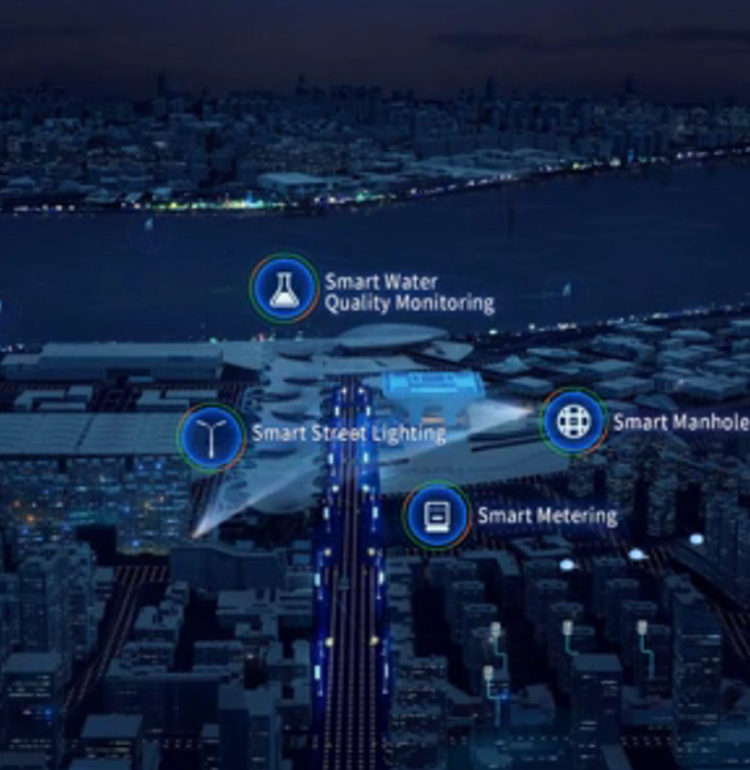 Smart Water
Quality Monitoring
Smart Street Lighting
Smart Manhole
Smart Metering